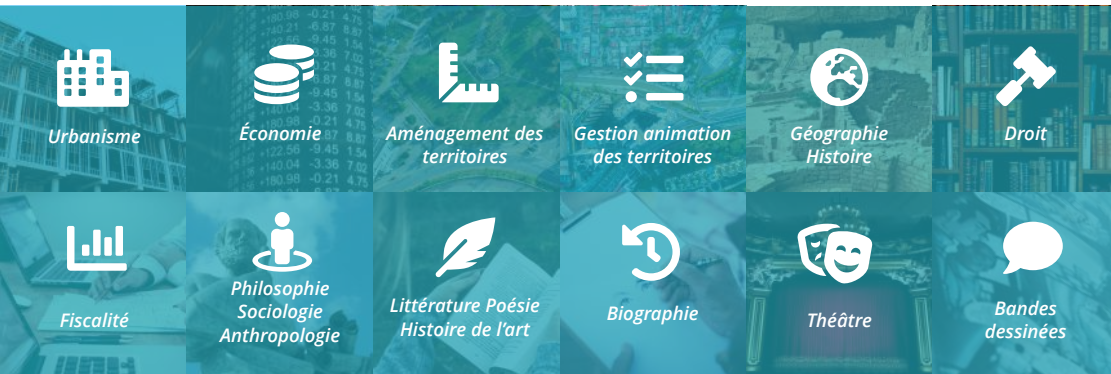 Urbanisme
Économie
Aménagement des
territoires
Gestion animation
des territoires
Géographie
Histoire
Droit
Fiscalité
Philosophie
Sociologie
Anthropologie
Littérature Poésie
Histoire de l'art
Biographie
Théâtre
Bandes
dessinées